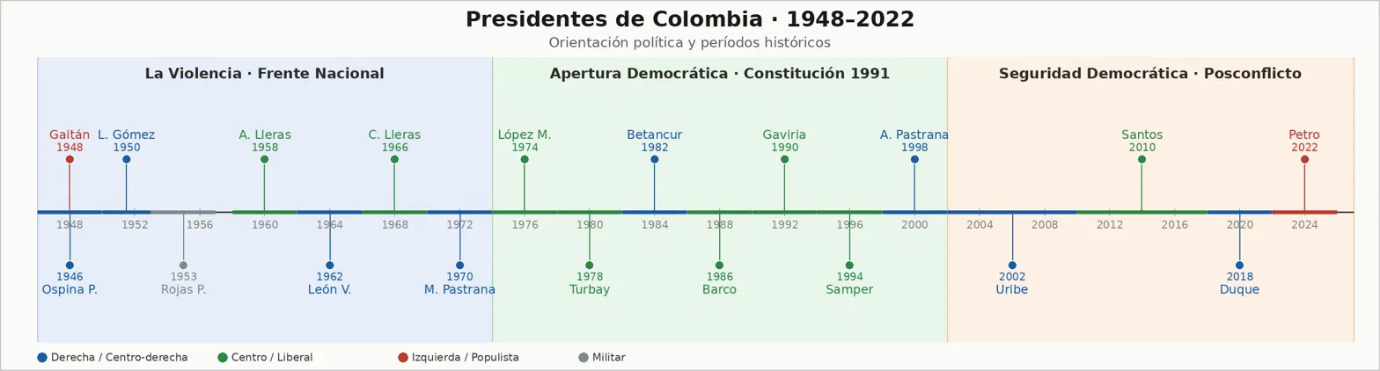 Presidentes de Colombia · 1948–2022
Orientación política y períodos históricos
La Violencia · Frente Nacional
Apertura Democrática · Constitución 1991
Seguridad Democrática · Posconflicto
Gaitán
1948
L. Gómez
1950
A. Lleras
1958
C. Lleras
1966
López M.
1974
Betancur
1982
Gaviria
1990
A. Pastrana
1998
Santos
2010
Petro
2022
1948 1952 1956 1960 1964 1968 1972 1976 1980 1984 1988 1992 1996 2000 2004 2008 2012 2016 2020 2024
1946
Ospina P.
1953
Rojas P.
1962
León V.
1970
M. Pastrana
1978
Turbay
1986
Barco
1994
Samper
2002
Uribe
2018
Duque
Derecha / Centro-derecha
Centro / Liberal
Izquierda / Populista
Militar